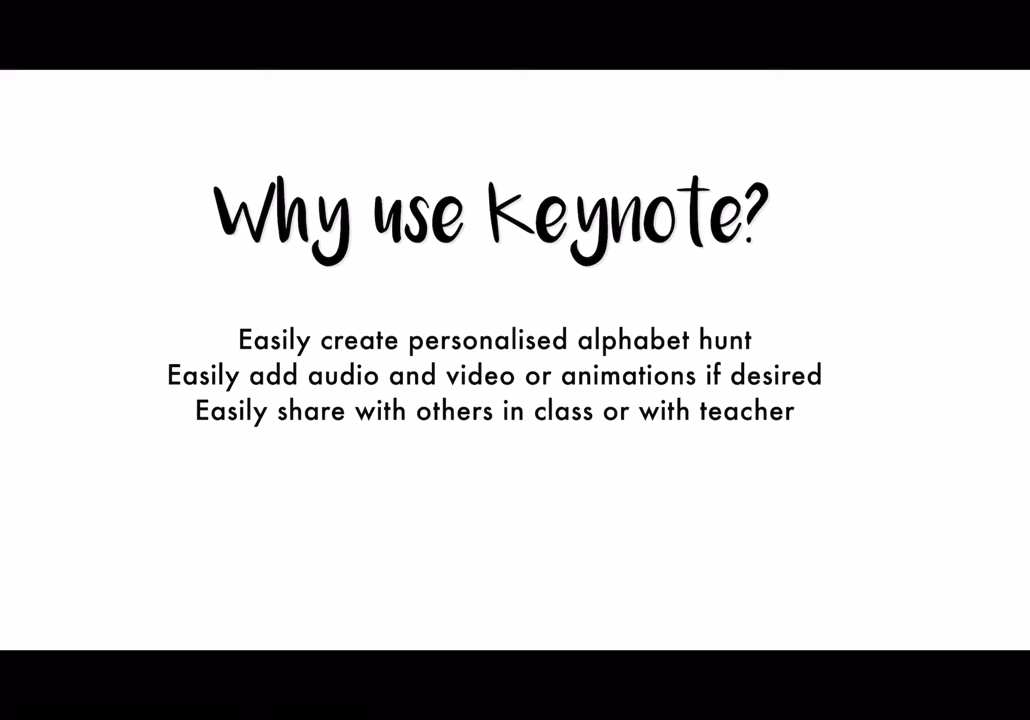 Why use Keynote?
Easily create personalised alphabet hunt
Easily add audio and video or animations if desired
Easily share with others in class or with teacher